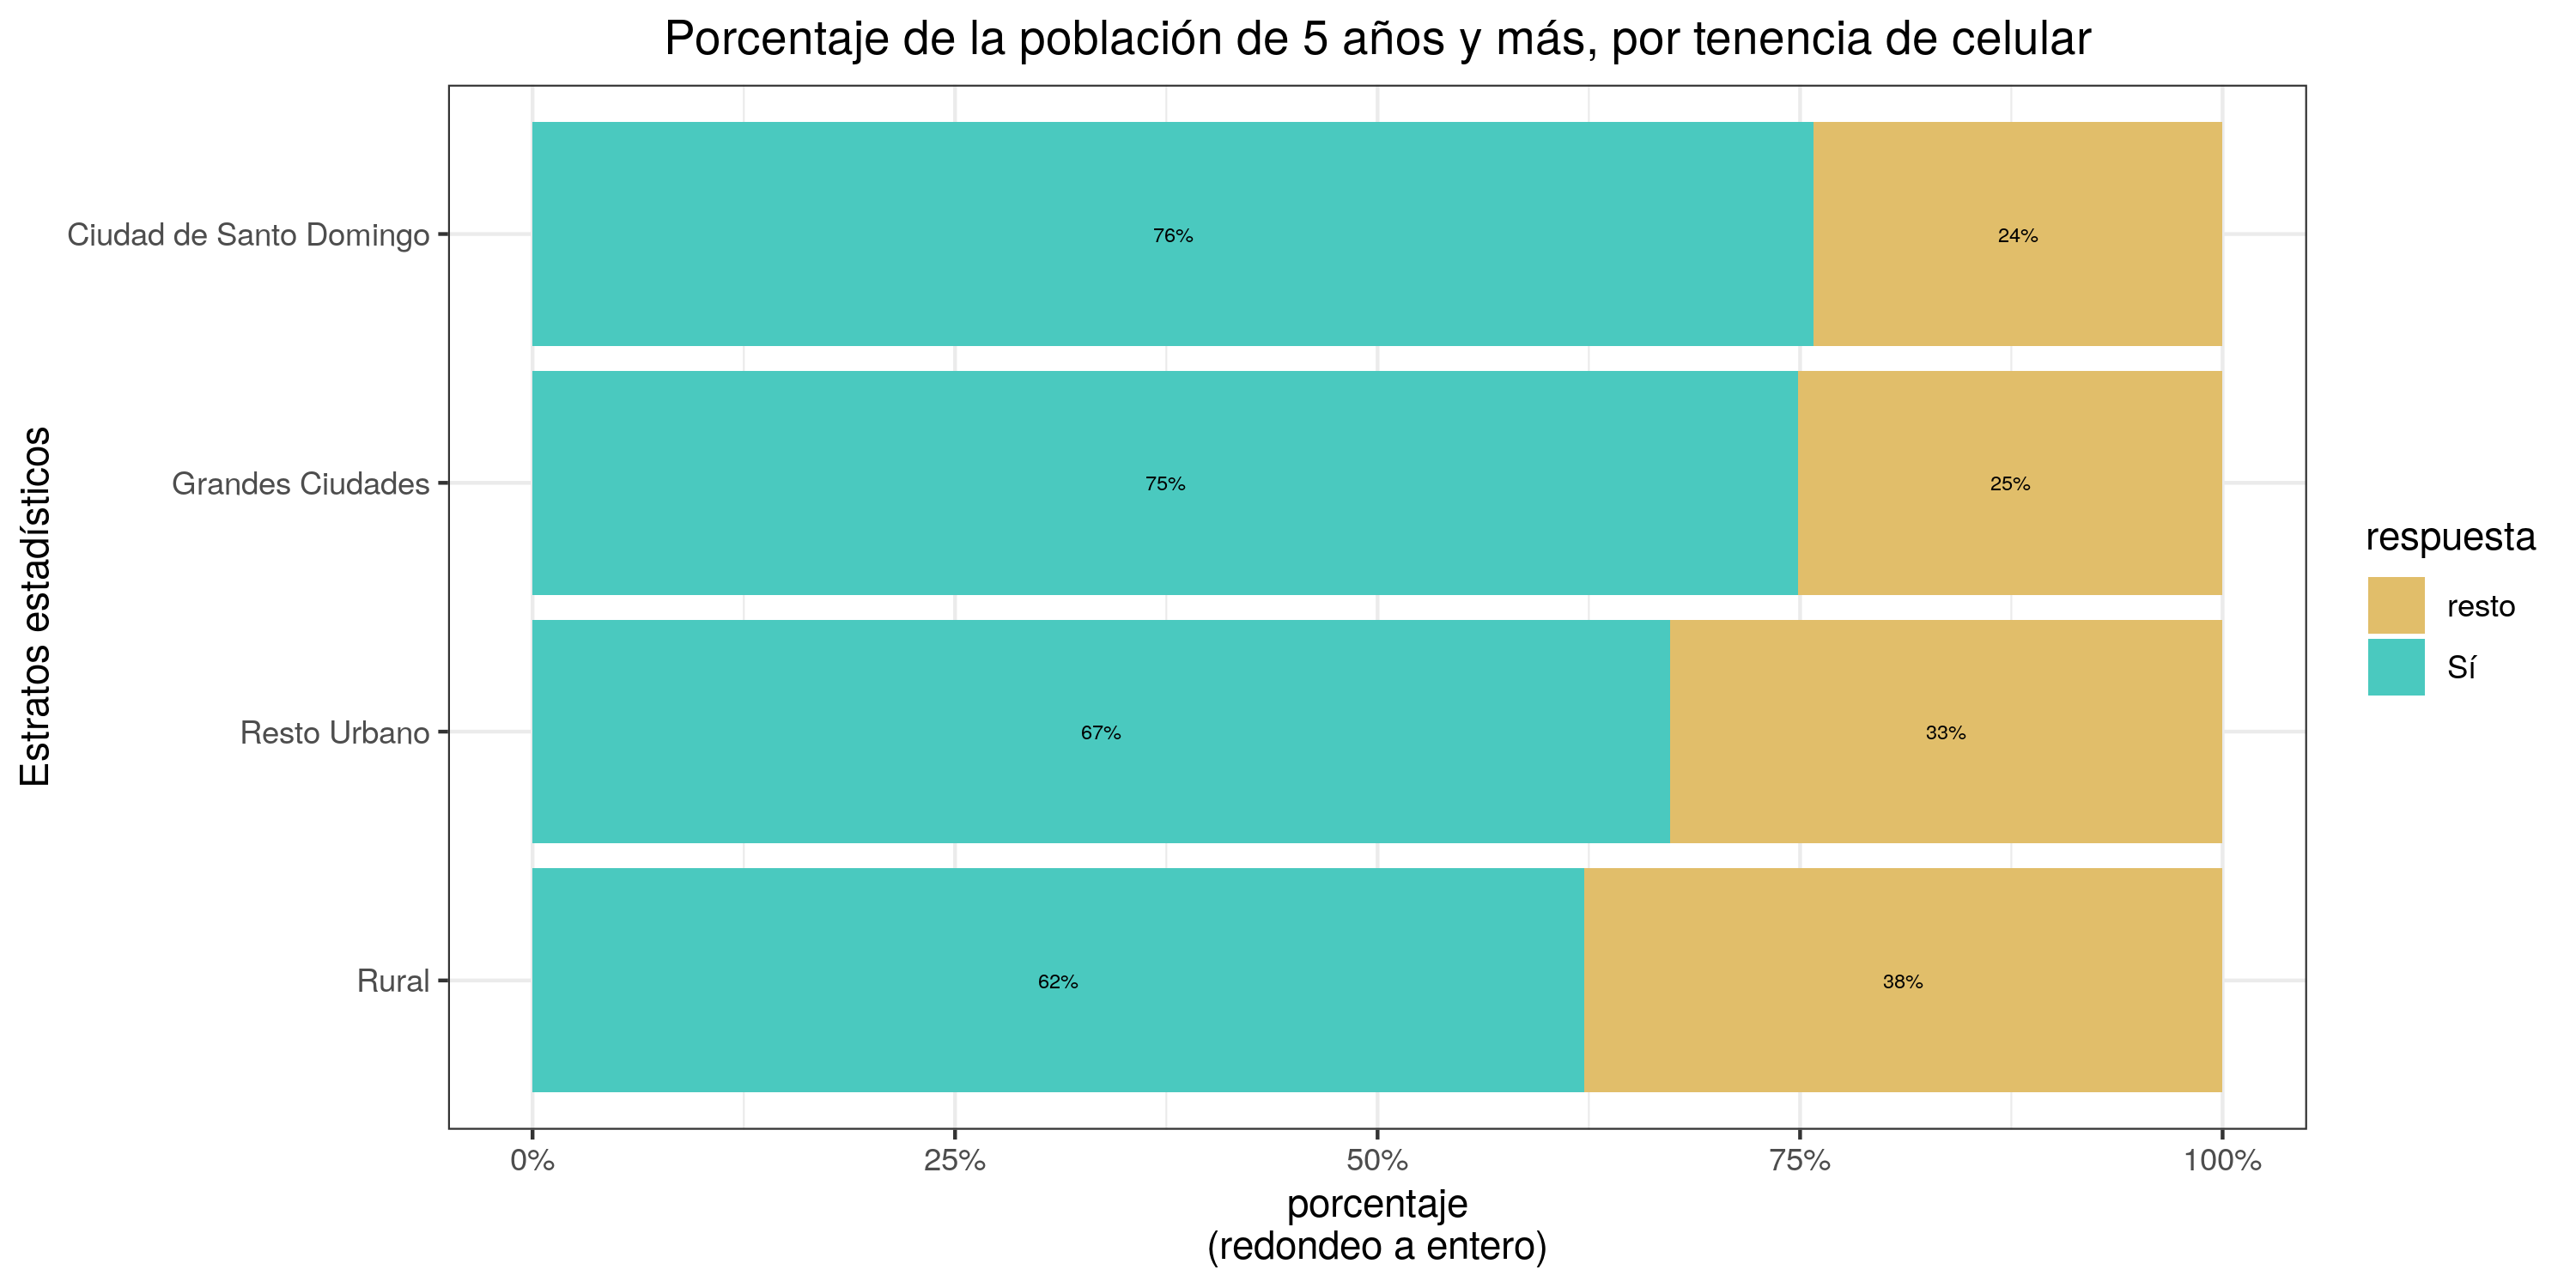 Porcentaje de la población de 5 años y más, por tenencia de celular
Estratos estadísticos
Ciudad de Santo Domingo
76%
24%
Grandes Ciudades
75%
25%
Resto Urbano
67%
33%
Rural
62%
38%
0%
25%
50%
75%
100%
porcentaje
(redondeo a entero)
respuesta
resto
Sí